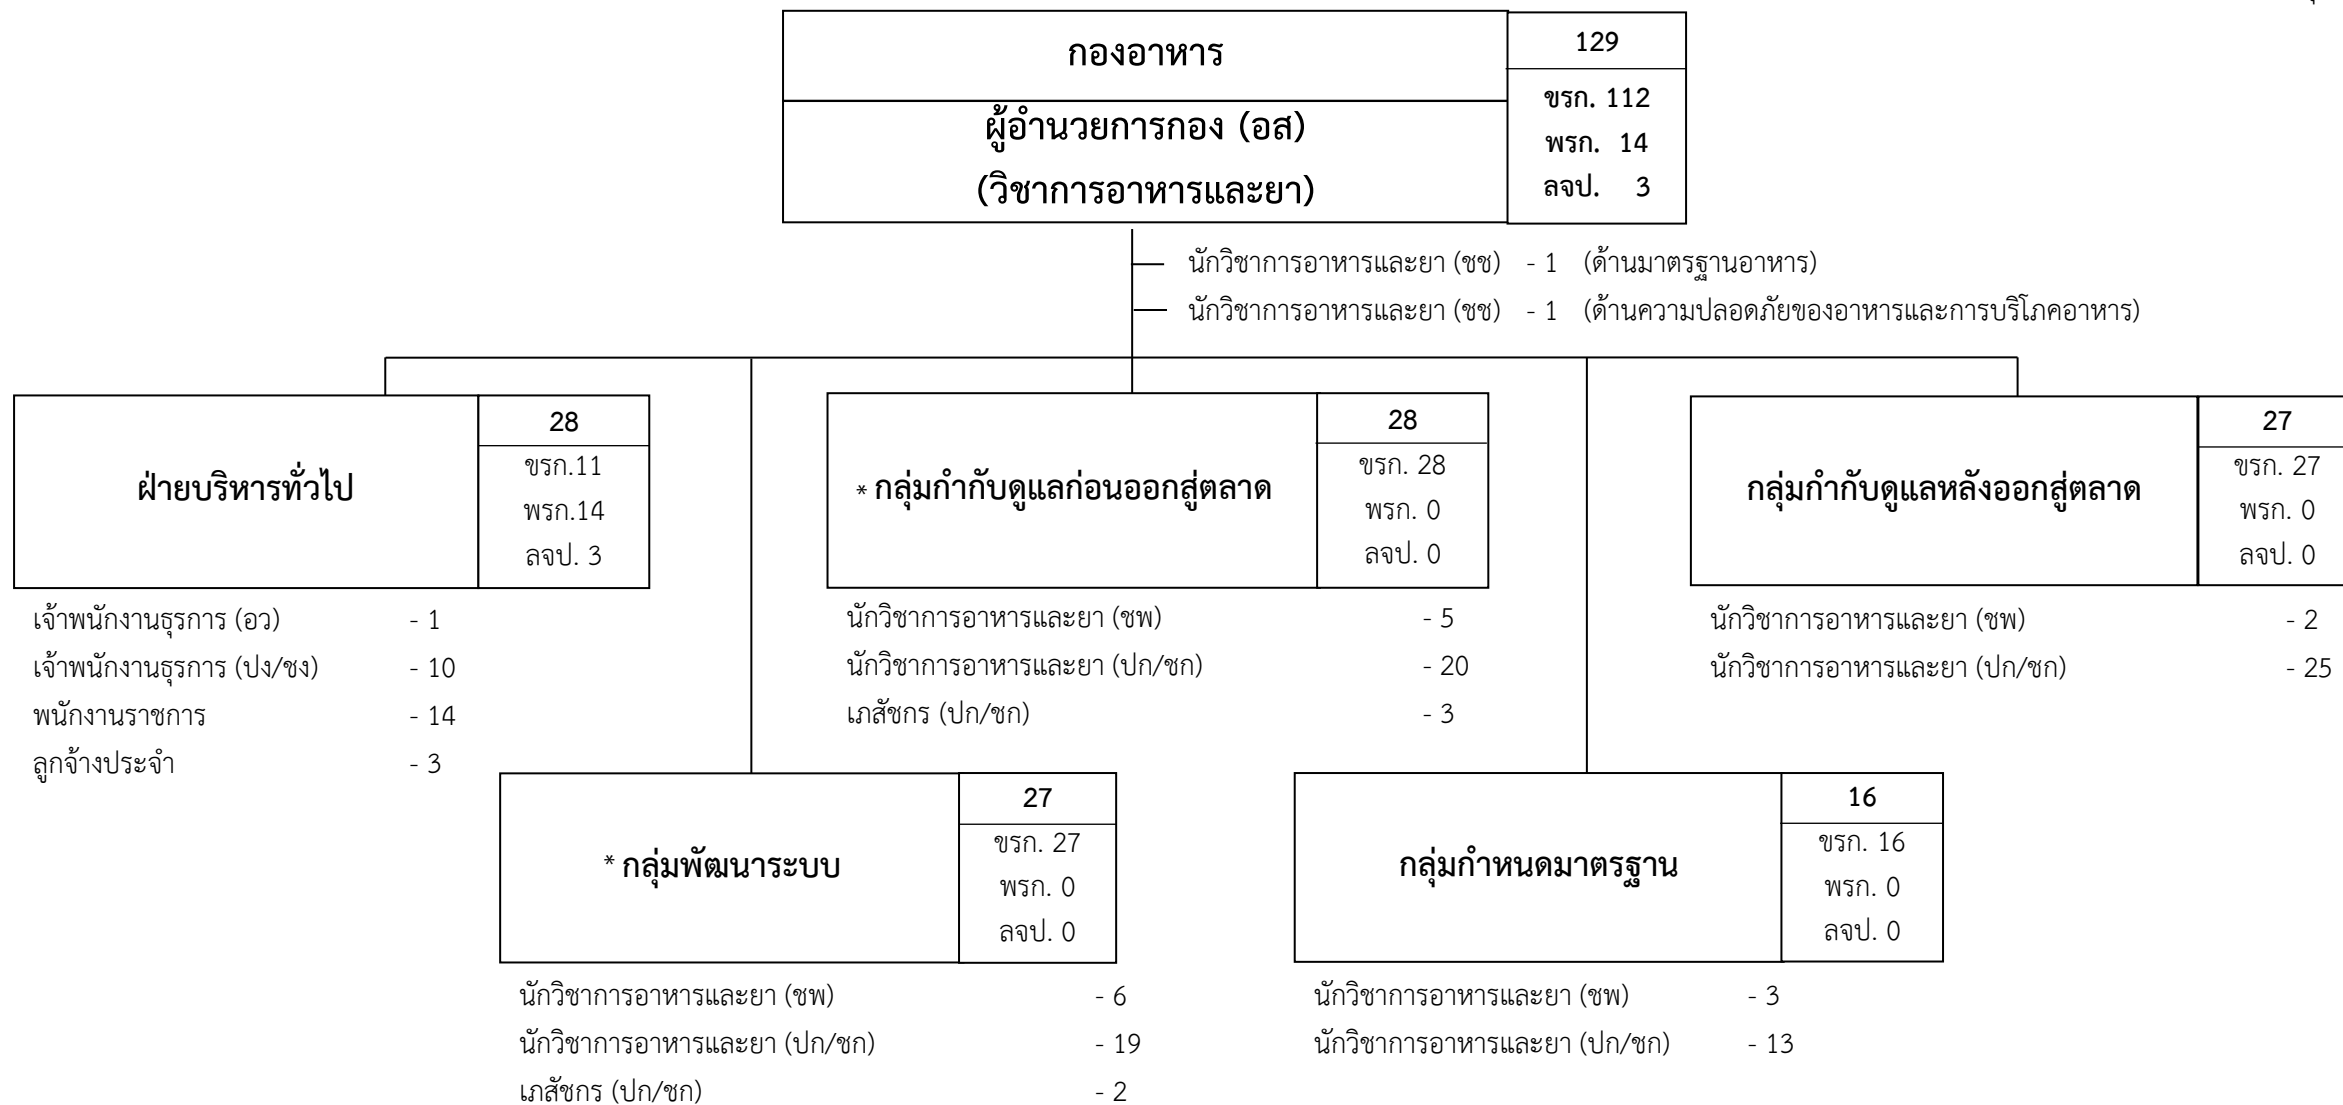 กองอาหาร
129
ผู้อำนวยการกอง (อส)
(วิชาการอาหารและยา)
ขรก. 112
พรก. 14
ลจป. 3
นักวิชาการอาหารและยา (ชช) - 1 (ด้านมาตรฐานอาหาร)
นักวิชาการอาหารและยา (ชช) - 1 (ด้านความปลอดภัยของอาหารและการบริโภคอาหาร)
ฝ่ายบริหารทั่วไป
28
ขรก.11
พรก.14
ลจป. 3
เจ้าพนักงานธุรการ (อว) - 1
เจ้าพนักงานธุรการ (ปง/ชง) - 10
พนักงานราชการ - 14
ลูกจ้างประจำ - 3
* กลุ่มกำกับดูแลก่อนออกสู่ตลาด
28
ขรก. 28
พรก. 0
ลจป. 0
นักวิชาการอาหารและยา (ชพ) - 5
นักวิชาการอาหารและยา (ปก/ชก) - 20
เภสัชกร (ปก/ชก) - 3
กลุ่มกำกับดูแลหลังออกสู่ตลาด
27
ขรก. 27
พรก. 0
ลจป. 0
นักวิชาการอาหารและยา (ชพ) - 2
นักวิชาการอาหารและยา (ปก/ชก) - 25
* กลุ่มพัฒนาระบบ
27
ขรก. 27
พรก. 0
ลจป. 0
นักวิชาการอาหารและยา (ชพ) - 6
นักวิชาการอาหารและยา (ปก/ชก) - 19
เภสัชกร (ปก/ชก) - 2
กลุ่มกำหนดมาตรฐาน
16
ขรก. 16
พรก. 0
ลจป. 0
นักวิชาการอาหารและยา (ชพ) - 3
นักวิชาการอาหารและยา (ปก/ชก) - 13